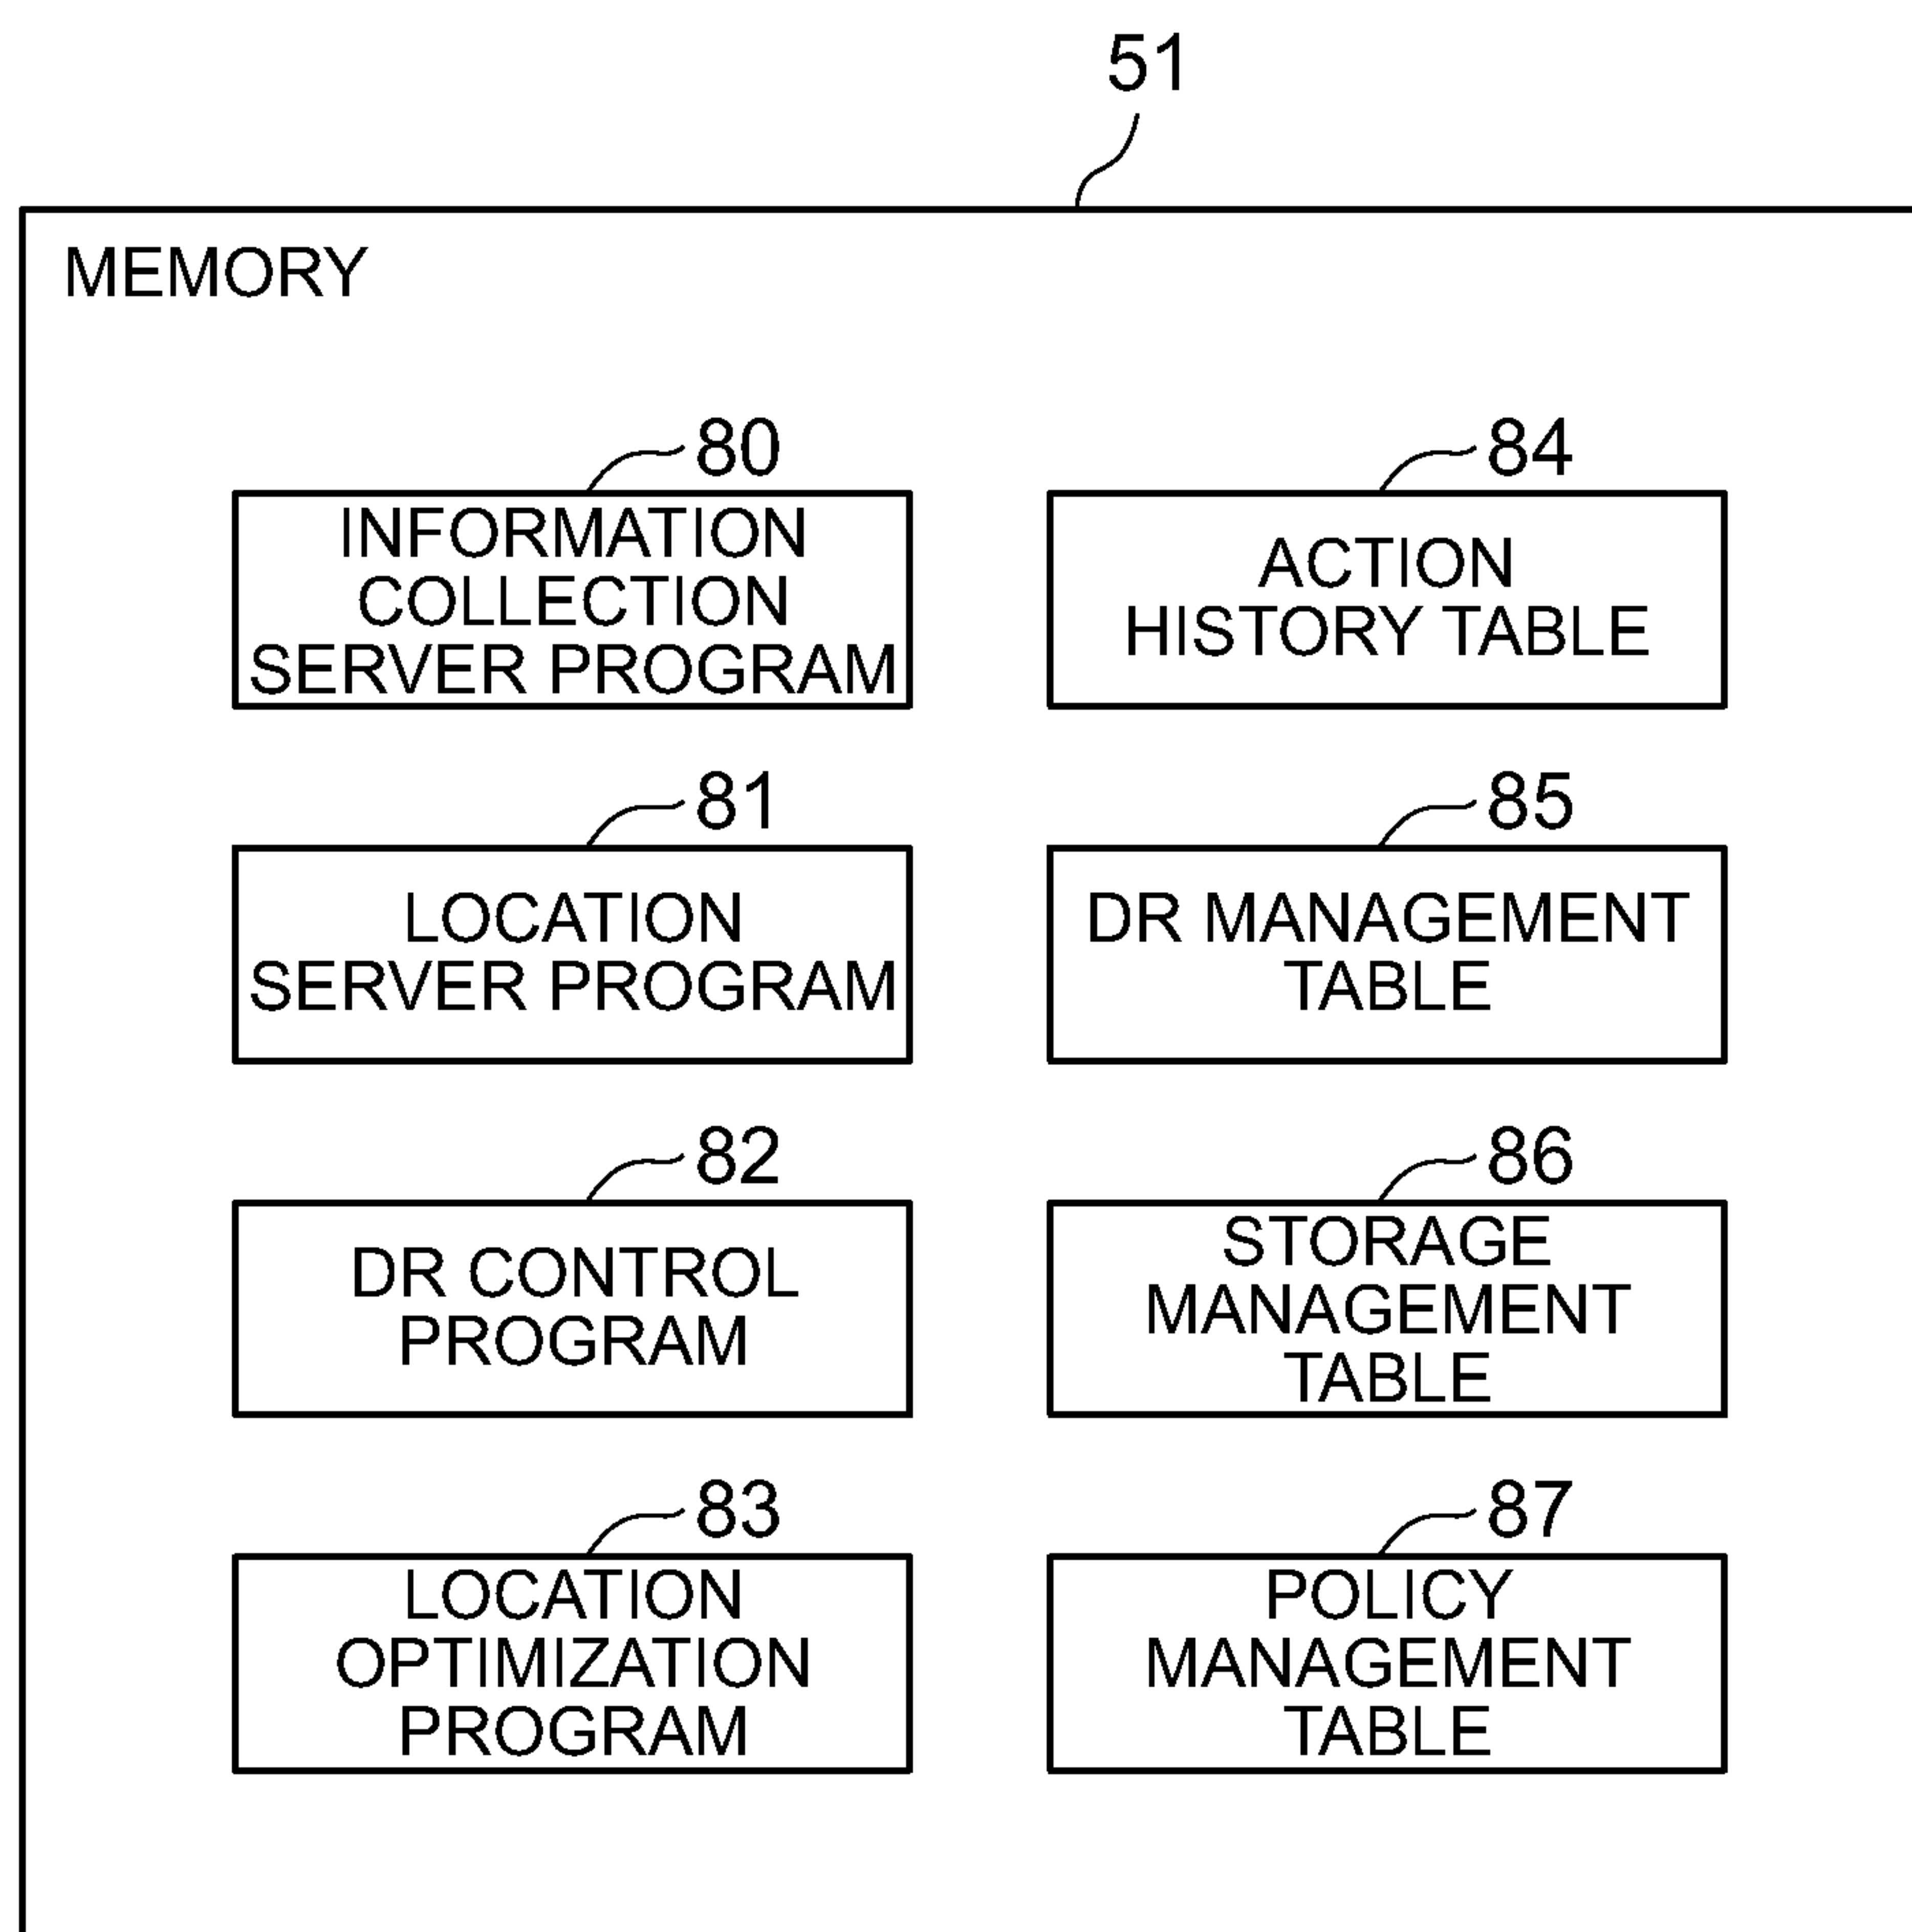 51
MEMORY
80
INFORMATION
COLLECTION
SERVER PROGRAM
84
ACTION
HISTORY TABLE
81
LOCATION
SERVER PROGRAM
85
DR MANAGEMENT
TABLE
82
DR CONTROL
PROGRAM
86
STORAGE
MANAGEMENT
TABLE
83
LOCATION
OPTIMIZATION
PROGRAM
87
POLICY
MANAGEMENT
TABLE